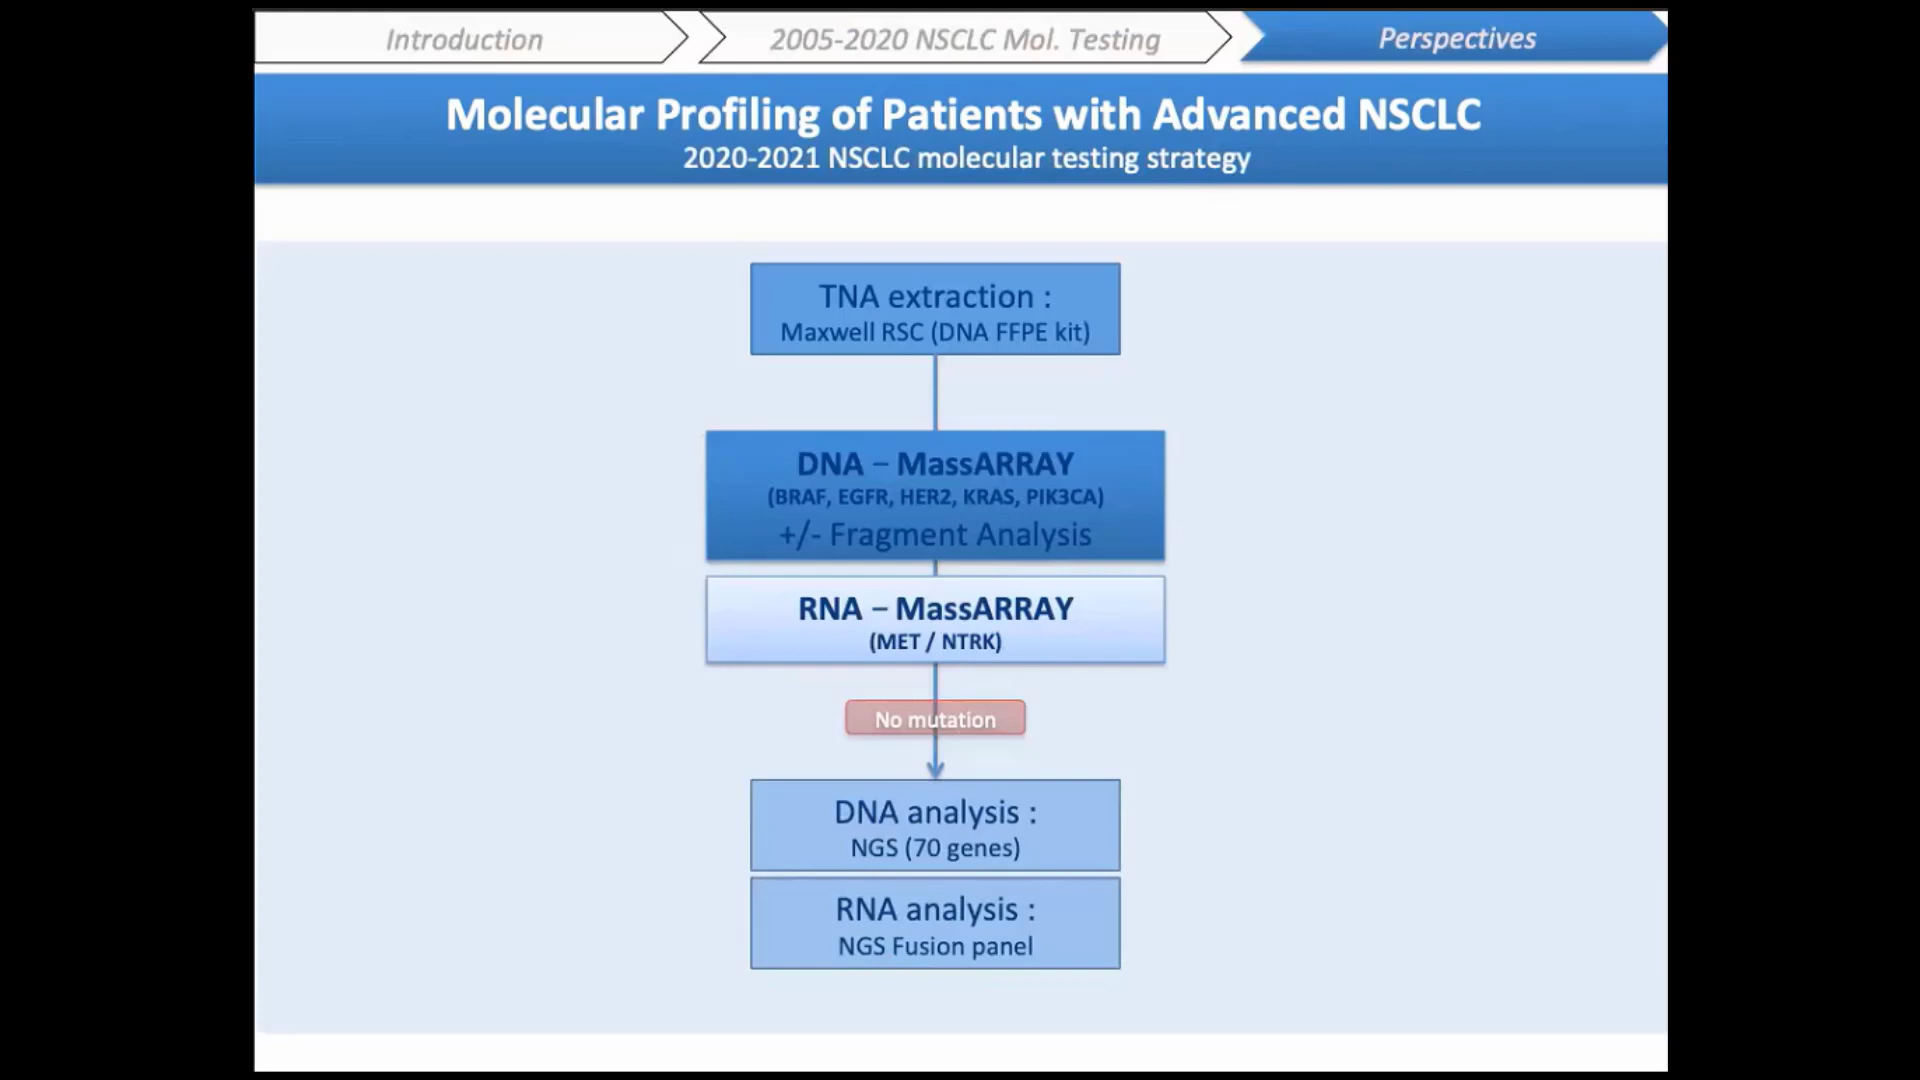 Introduction
2005-2020 NSCLC Mol. Testing
Perspectives
Molecular Profiling of Patients with Advanced NSCLC
2020-2021 NSCLC molecular testing strategy
TNA extraction :
Maxwell RSC (DNA FFPE kit)
DNA – MassARRAY
(BRAF, EGFR, HER2, KRAS, PIK3CA)
+/- Fragment Analysis
RNA – MassARRAY
(MET / NTRK)
No mutation
DNA analysis :
NGS (70 genes)
RNA analysis :
NGS Fusion panel